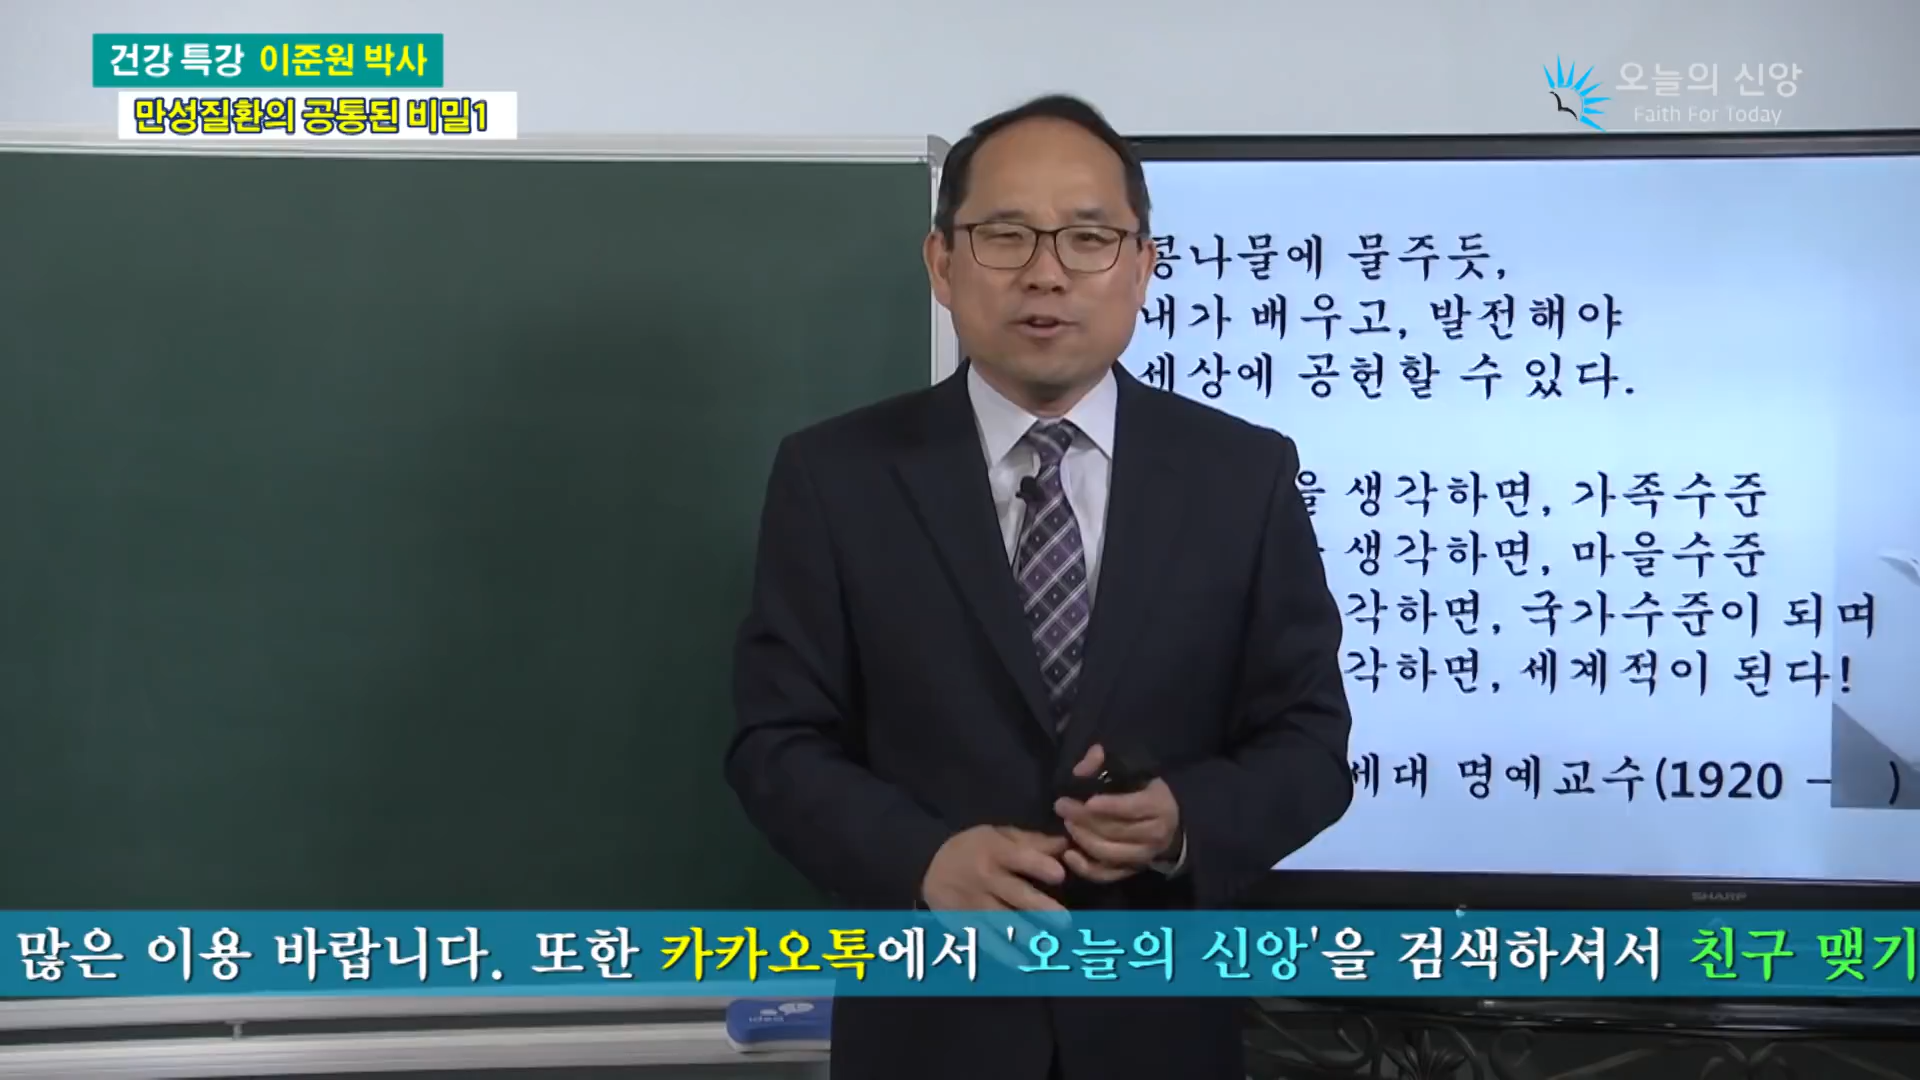 건강 특강 이준원 박사
만성질환의 공통된 비밀1
오늘의 신앙
Faith For Today
콩나물에 물주듯,
내가 배우고, 발전해야
세상에 공헌할 수 있다.
생각하면, 가족수준
생각하면, 마을수준
각하면, 국가수준이 되며
각하면, 세계적이 된다!
세대 명예교수(1920 – )
SHARP
많은 이용 바랍니다. 또한 카카오톡에서 '오늘의 신앙'을 검색하셔서 친구 맺기